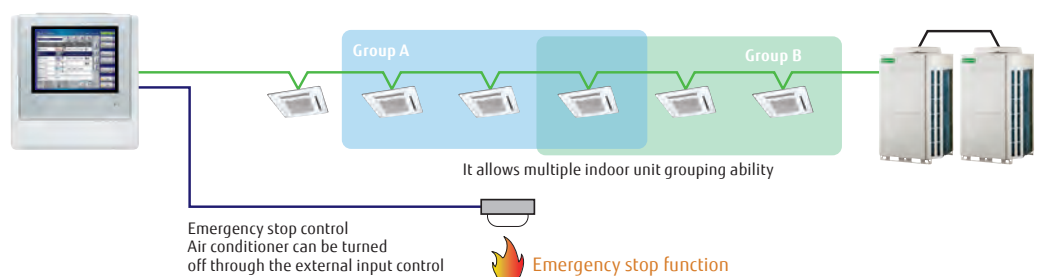 Group A
Group B
It allows multiple indoor unit grouping ability
Emergency stop control
Air conditioner can be turned
off through the external input control
Emergency stop function